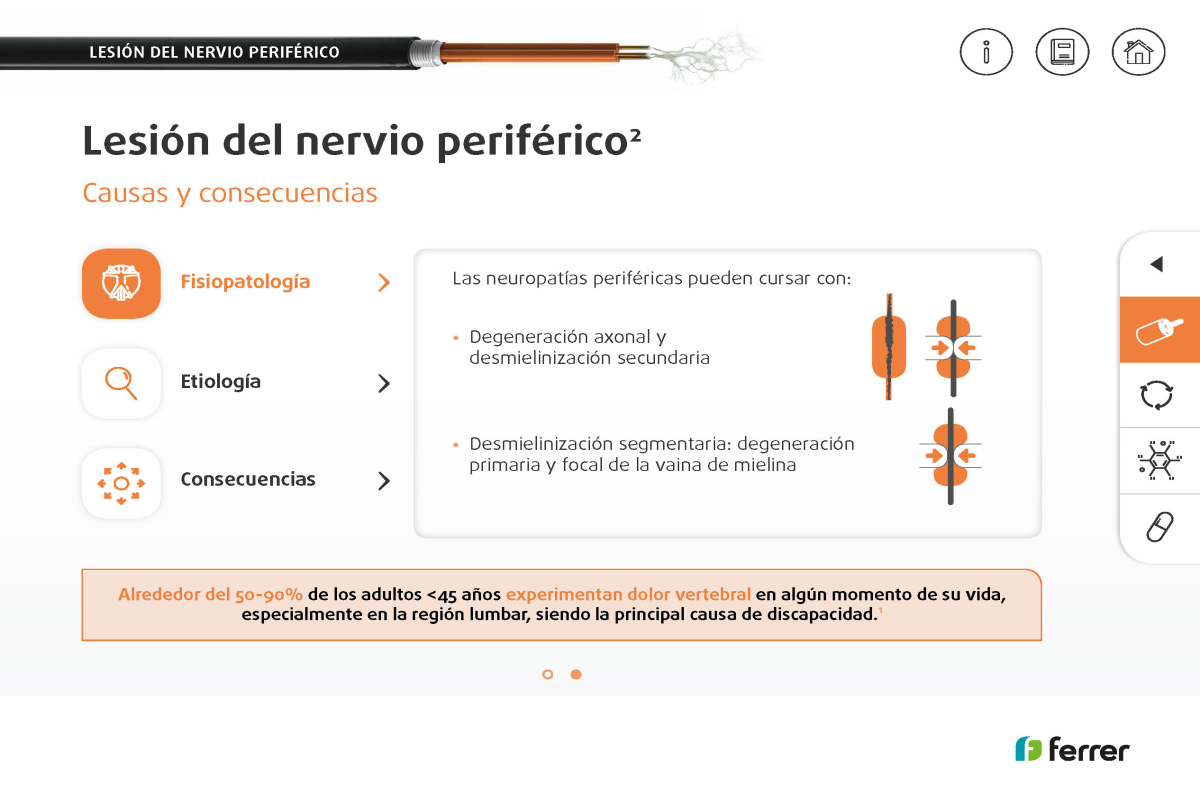 LESIÓN DEL NERVIO PERIFÉRICO
Lesión del nervio periférico²
Causas y consecuencias
Fisiopatología
Etiología
Consecuencias
Las neuropatías periféricas pueden cursar con:
• Degeneración axonal y
desmielinización secundaria
• Desmielinización segmentaria: degeneración
primaria y focal de la vaina de mielina
Alrededor del 50-90% de los adultos <45 años experimentan dolor vertebral en algún momento de su vida,
especialmente en la región lumbar, siendo la principal causa de discapacidad.¹
ferrer